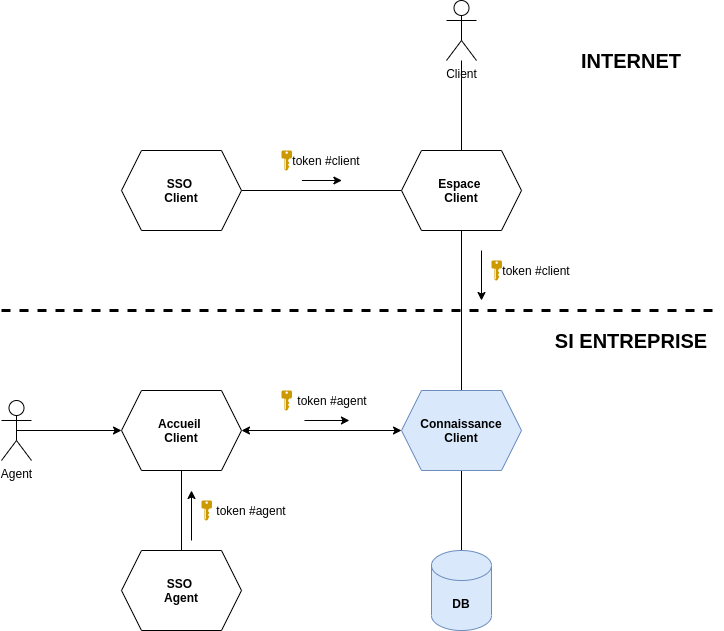 INTERNET
Client
token #client
SSO
Client
Espace
Client
token #client
SI ENTREPRISE
token #agent
Accueil
Client
Connaissance
Client
Agent
token #agent
SSO
Agent
DB